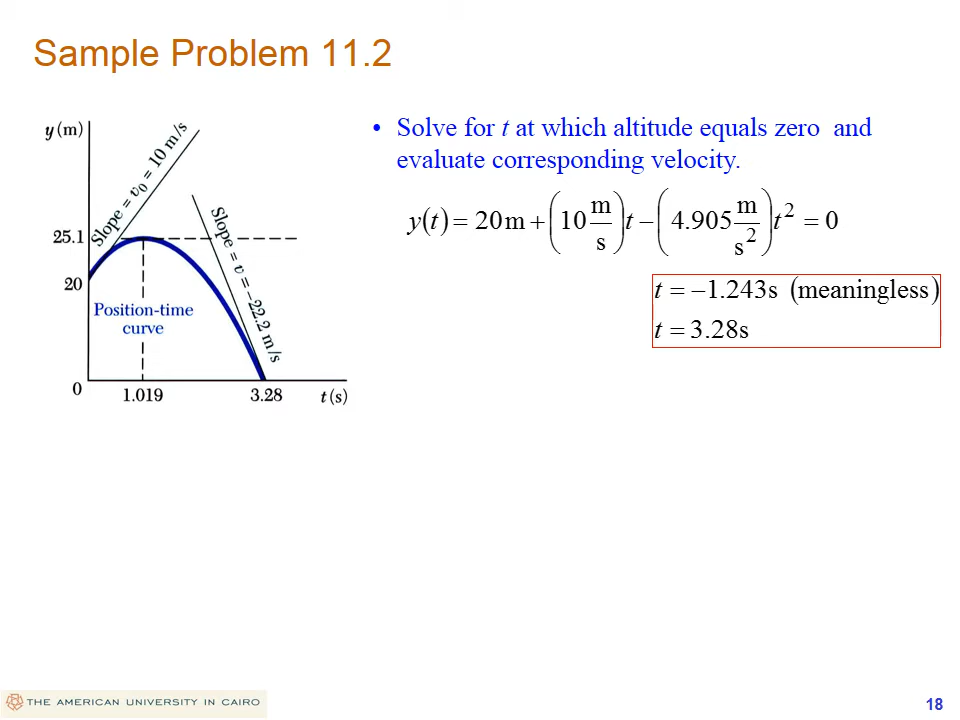 Sample Problem 11.2
y (m)
Slope = v₀ = 10 m/s
Slope = v = −22.2 m/s
25.1
20
Position-time
curve
0
1.019
3.28
t (s)
• Solve for t at which altitude equals zero and
evaluate corresponding velocity.
y(t) = 20 m + (10 m/s) t − (4.905 m/s²) t² = 0
t = −1.243 s (meaningless)
t = 3.28 s
THE AMERICAN UNIVERSITY IN CAIRO
18